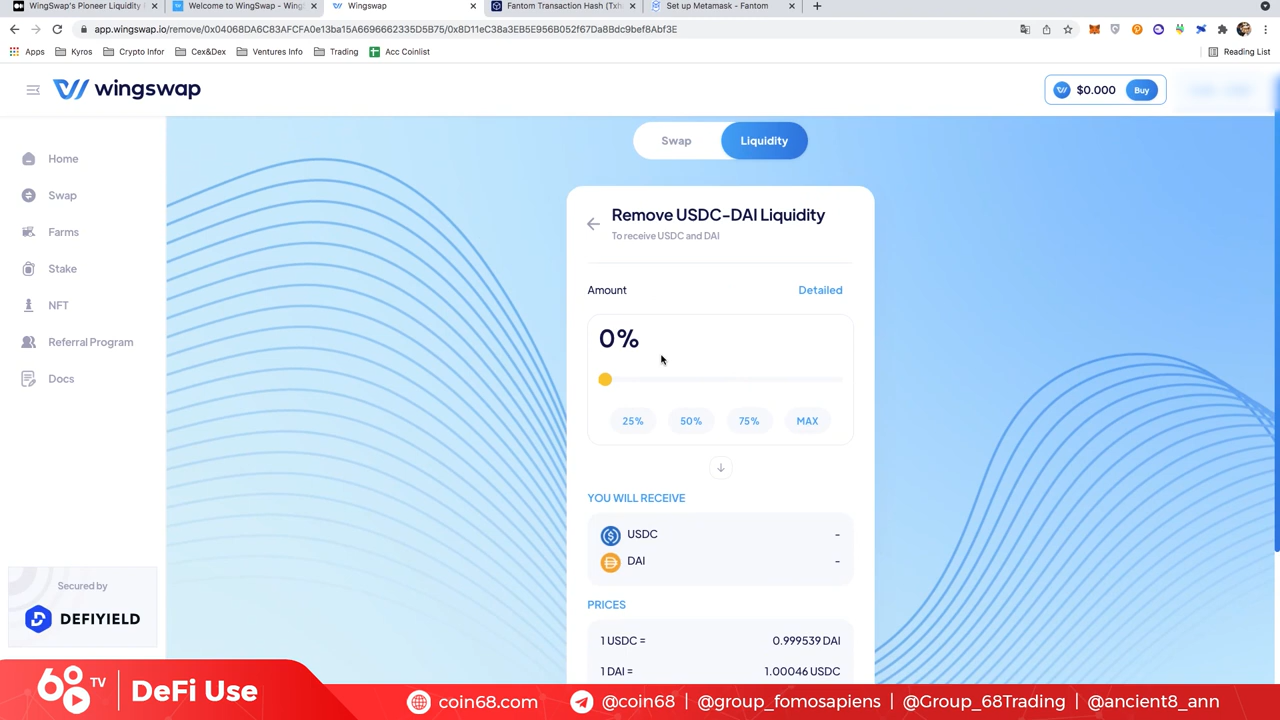 WingSwap's Pioneer Liquidity
Welcome to WingSwap - Wing
Wingswap
Fantom Transaction Hash (Txh
Set up Metamask - Fantom
app.wingswap.io/remove/0x04068DA6C83AFCFA0e13ba15A6696662335D5B75/0x8D11eC38a3EB5E956B052f67Da8Bdc9bef8Abf3E
Apps
Kyros
Crypto Infor
Cex&Dex
Ventures Info
Trading
Acc Coinlist
Reading List
wingswap
$0.000
Buy
Home
Swap
Farms
Stake
NFT
Referral Program
Docs
Secured by
DEFIYIELD
Swap
Liquidity
Remove USDC-DAI Liquidity
To receive USDC and DAI
Amount
Detailed
0%
25%
50%
75%
MAX
YOU WILL RECEIVE
USDC
-
DAI
-
PRICES
1 USDC =
0.999539 DAI
1 DAI =
1.00046 USDC
68 TV
DeFi Use
coin68.com
@coin68 | @group_fomosapiens | @Group_68Trading | @ancient8_ann